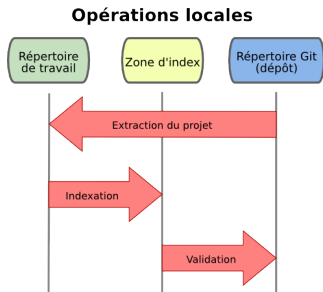 Opérations locales
Répertoire
de travail
Zone d'index
Répertoire Git
(dépôt)
Extraction du projet
Indexation
Validation